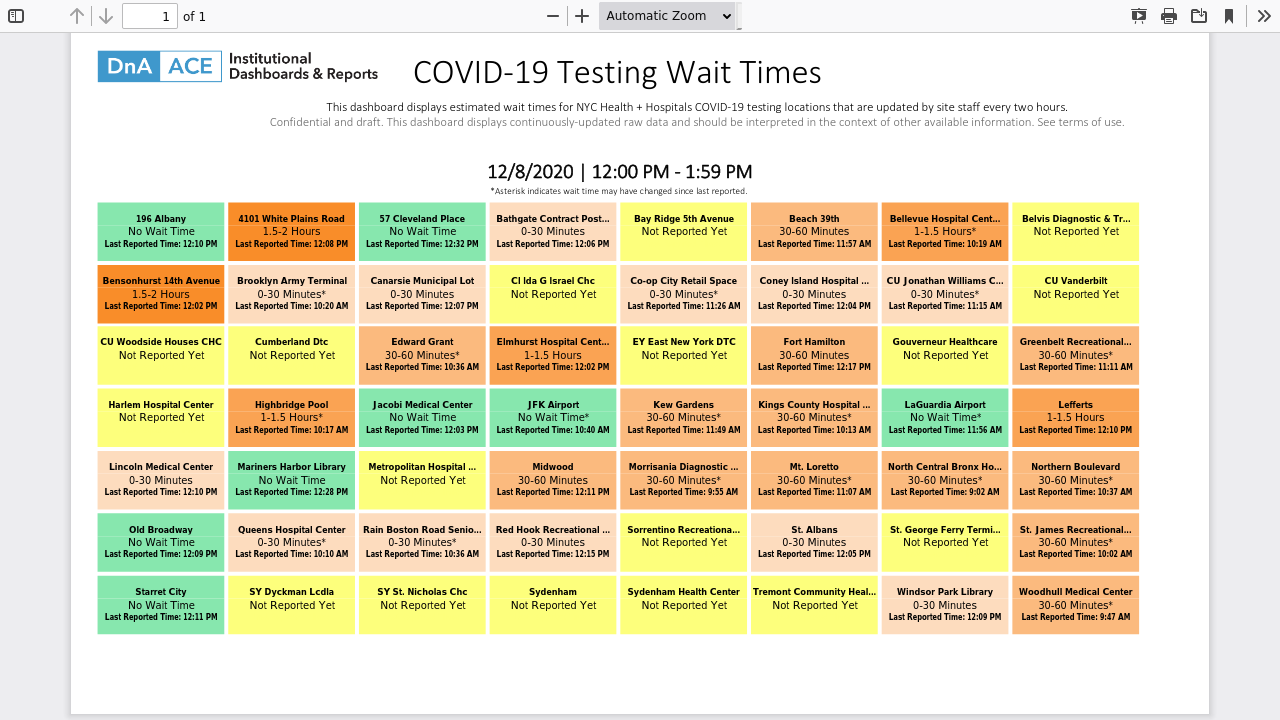 1 of 1 Automatic Zoom
DnA ACE Institutional
Dashboards & Reports
COVID-19 Testing Wait Times
This dashboard displays estimated wait times for NYC Health + Hospitals COVID-19 testing locations that are updated by site staff every two hours.
Confidential and draft. This dashboard displays continuously-updated raw data and should be interpreted in the context of other available information. See terms of use.
12/8/2020 | 12:00 PM - 1:59 PM
*Asterisk indicates wait time may have changed since last reported.
196 Albany
No Wait Time
Last Reported Time: 12:10 PM
4101 White Plains Road
1.5-2 Hours
Last Reported Time: 12:08 PM
57 Cleveland Place
No Wait Time
Last Reported Time: 12:32 PM
Bathgate Contract Post...
0-30 Minutes
Last Reported Time: 12:06 PM
Bay Ridge 5th Avenue
Not Reported Yet
Beach 39th
30-60 Minutes
Last Reported Time: 11:57 AM
Bellevue Hospital Cent...
1-1.5 Hours*
Last Reported Time: 10:19 AM
Belvis Diagnostic & Tr...
Not Reported Yet
Bensonhurst 14th Avenue
1.5-2 Hours
Last Reported Time: 12:02 PM
Brooklyn Army Terminal
0-30 Minutes*
Last Reported Time: 10:20 AM
Canarsie Municipal Lot
0-30 Minutes
Last Reported Time: 12:07 PM
CI Ida G Israel Chc
Not Reported Yet
Co-op City Retail Space
0-30 Minutes*
Last Reported Time: 11:26 AM
Coney Island Hospital ...
0-30 Minutes
Last Reported Time: 12:04 PM
CU Jonathan Williams C...
0-30 Minutes*
Last Reported Time: 11:15 AM
CU Vanderbilt
Not Reported Yet
CU Woodside Houses CHC
Not Reported Yet
Cumberland Dtc
Not Reported Yet
Edward Grant
30-60 Minutes*
Last Reported Time: 10:36 AM
Elmhurst Hospital Cent...
1-1.5 Hours
Last Reported Time: 12:02 PM
EY East New York DTC
Not Reported Yet
Fort Hamilton
30-60 Minutes
Last Reported Time: 12:17 PM
Gouverneur Healthcare
Not Reported Yet
Greenbelt Recreational...
30-60 Minutes*
Last Reported Time: 11:11 AM
Harlem Hospital Center
Not Reported Yet
Highbridge Pool
1-1.5 Hours*
Last Reported Time: 10:17 AM
Jacobi Medical Center
No Wait Time
Last Reported Time: 12:03 PM
JFK Airport
No Wait Time*
Last Reported Time: 10:40 AM
Kew Gardens
30-60 Minutes*
Last Reported Time: 11:49 AM
Kings County Hospital ...
30-60 Minutes*
Last Reported Time: 10:13 AM
LaGuardia Airport
No Wait Time*
Last Reported Time: 11:56 AM
Lefferts
1-1.5 Hours
Last Reported Time: 12:10 PM
Lincoln Medical Center
0-30 Minutes
Last Reported Time: 12:10 PM
Mariners Harbor Library
No Wait Time
Last Reported Time: 12:28 PM
Metropolitan Hospital ...
Not Reported Yet
Midwood
30-60 Minutes
Last Reported Time: 12:11 PM
Morrisania Diagnostic ...
30-60 Minutes*
Last Reported Time: 9:55 AM
Mt. Loretto
30-60 Minutes*
Last Reported Time: 11:07 AM
North Central Bronx Ho...
30-60 Minutes*
Last Reported Time: 9:02 AM
Northern Boulevard
30-60 Minutes*
Last Reported Time: 10:37 AM
Old Broadway
No Wait Time
Last Reported Time: 12:09 PM
Queens Hospital Center
0-30 Minutes*
Last Reported Time: 10:10 AM
Rain Boston Road Senio...
0-30 Minutes*
Last Reported Time: 10:36 AM
Red Hook Recreational ...
0-30 Minutes
Last Reported Time: 12:15 PM
Sorrentino Recreationa...
Not Reported Yet
St. Albans
0-30 Minutes
Last Reported Time: 12:05 PM
St. George Ferry Termi...
Not Reported Yet
St. James Recreational...
30-60 Minutes*
Last Reported Time: 10:02 AM
Starret City
No Wait Time
Last Reported Time: 12:11 PM
SY Dyckman Lcdla
Not Reported Yet
SY St. Nicholas Chc
Not Reported Yet
Sydenham
Not Reported Yet
Sydenham Health Center
Not Reported Yet
Tremont Community Heal...
Not Reported Yet
Windsor Park Library
0-30 Minutes
Last Reported Time: 12:09 PM
Woodhull Medical Center
30-60 Minutes*
Last Reported Time: 9:47 AM